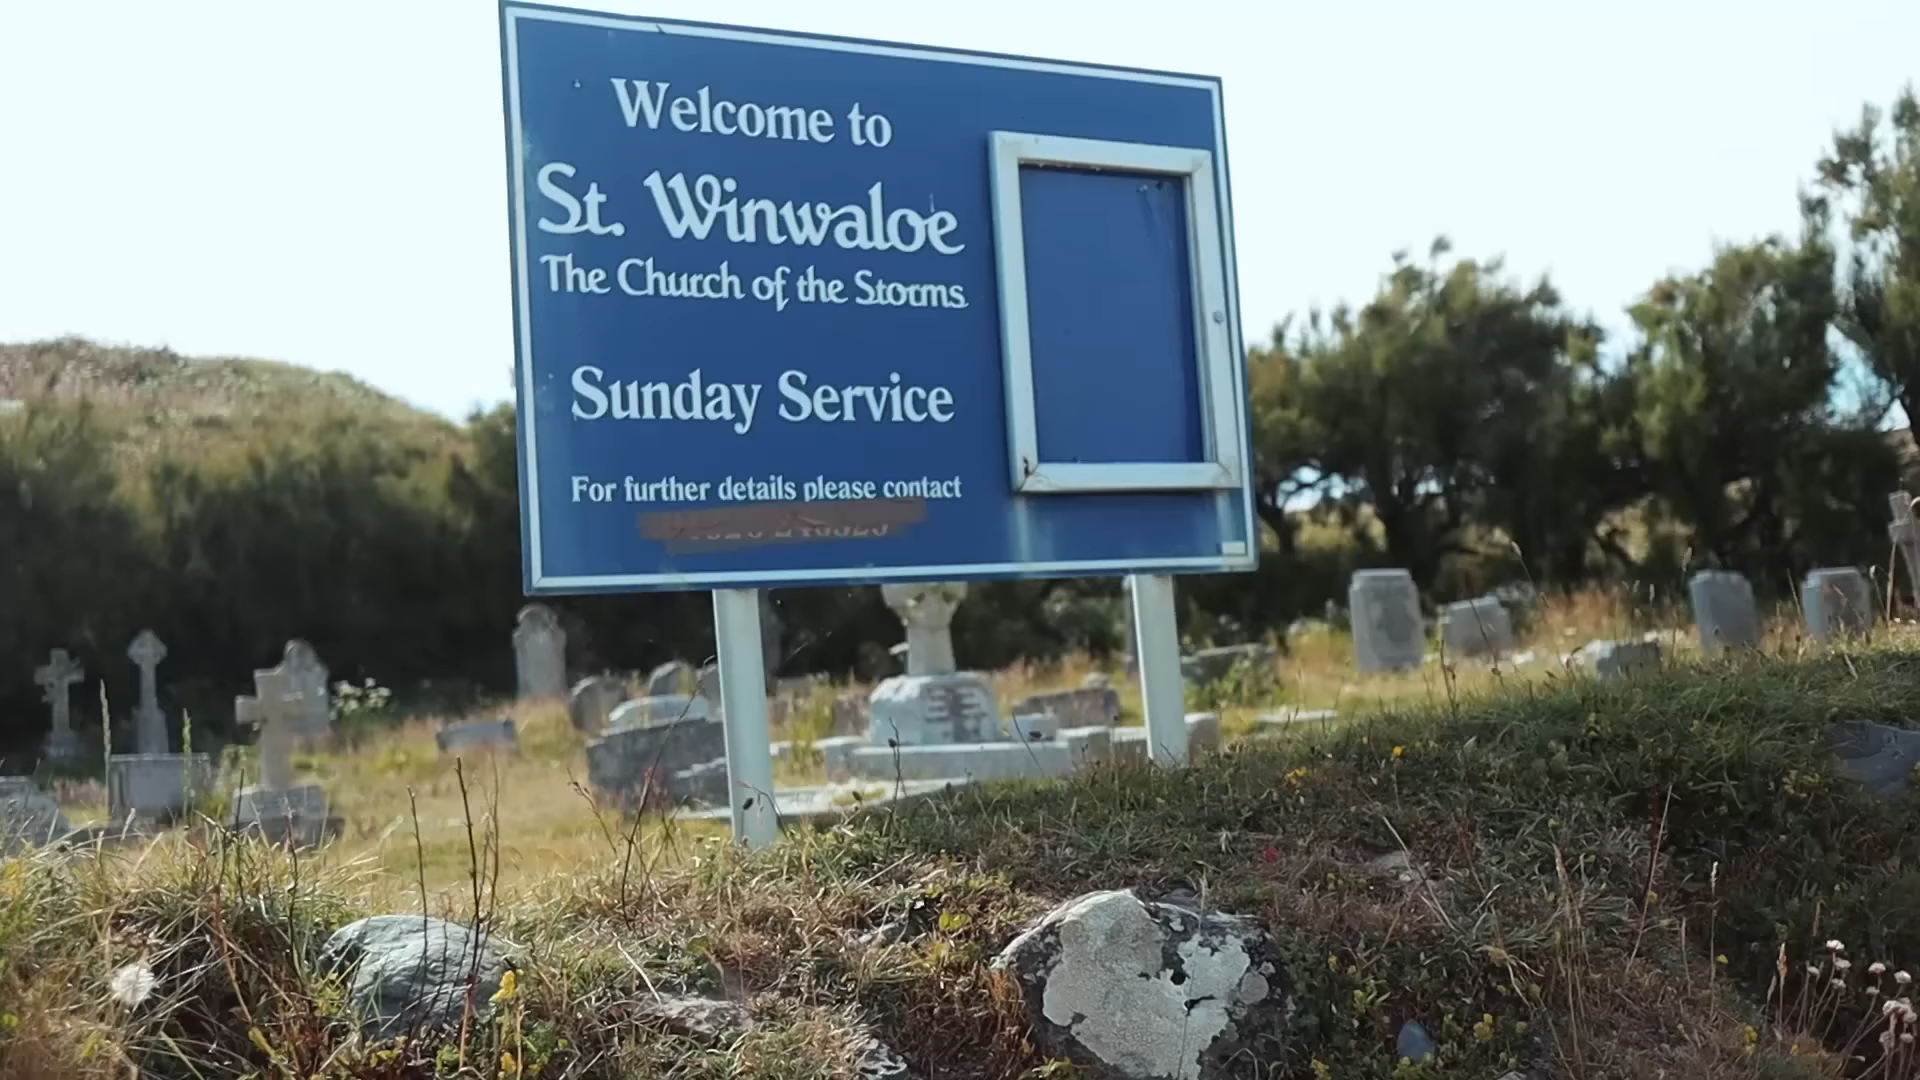 Welcome to
St. Winwaloe
The Church of the Storms
Sunday Service
For further details please contact